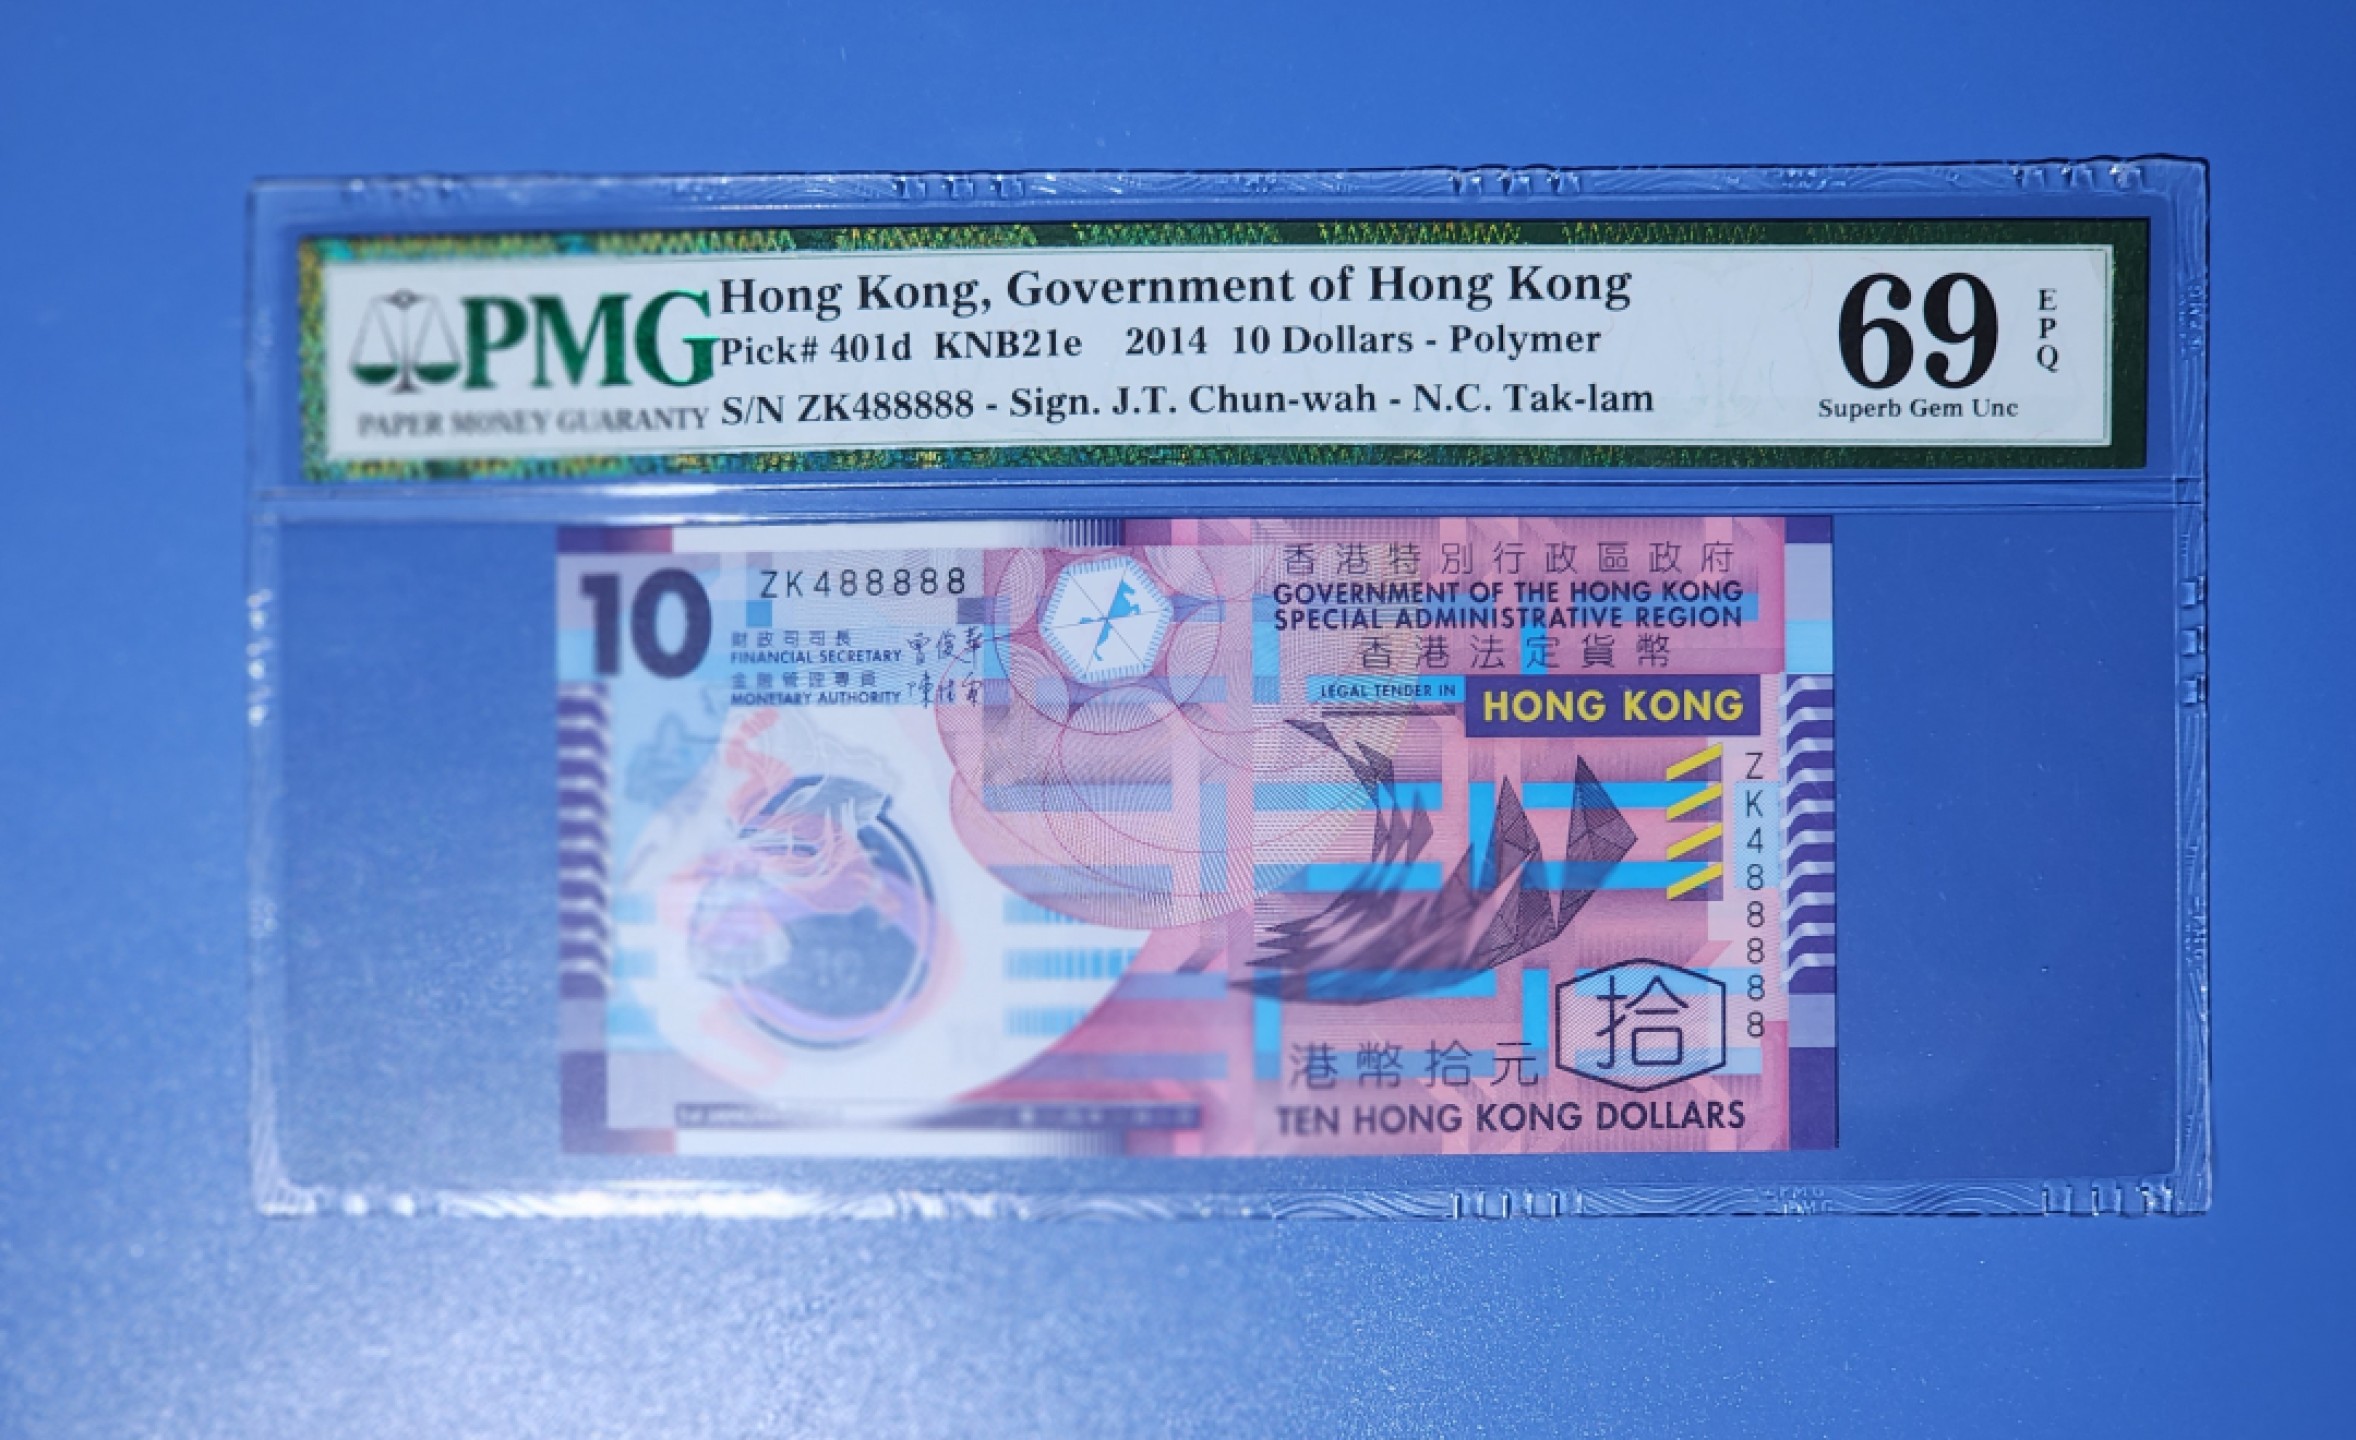 PMG
PAPER MONEY GUARANTY
Hong Kong, Government of Hong Kong
Pick# 401d KNB21e 2014 10 Dollars - Polymer
S/N ZK488888 - Sign. J.T. Chun-wah - N.C. Tak-lam
69
EPQ
Superb Gem Unc
10
ZK488888
財政司司長
FINANCIAL SECRETARY
曾俊華
金融管理專員
MONETARY AUTHORITY
香港特別行政區政府
GOVERNMENT OF THE HONG KONG
SPECIAL ADMINISTRATIVE REGION
香港法定貨幣
LEGAL TENDER IN
HONG KONG
ZK488888
拾
港幣拾元
TEN HONG KONG DOLLARS